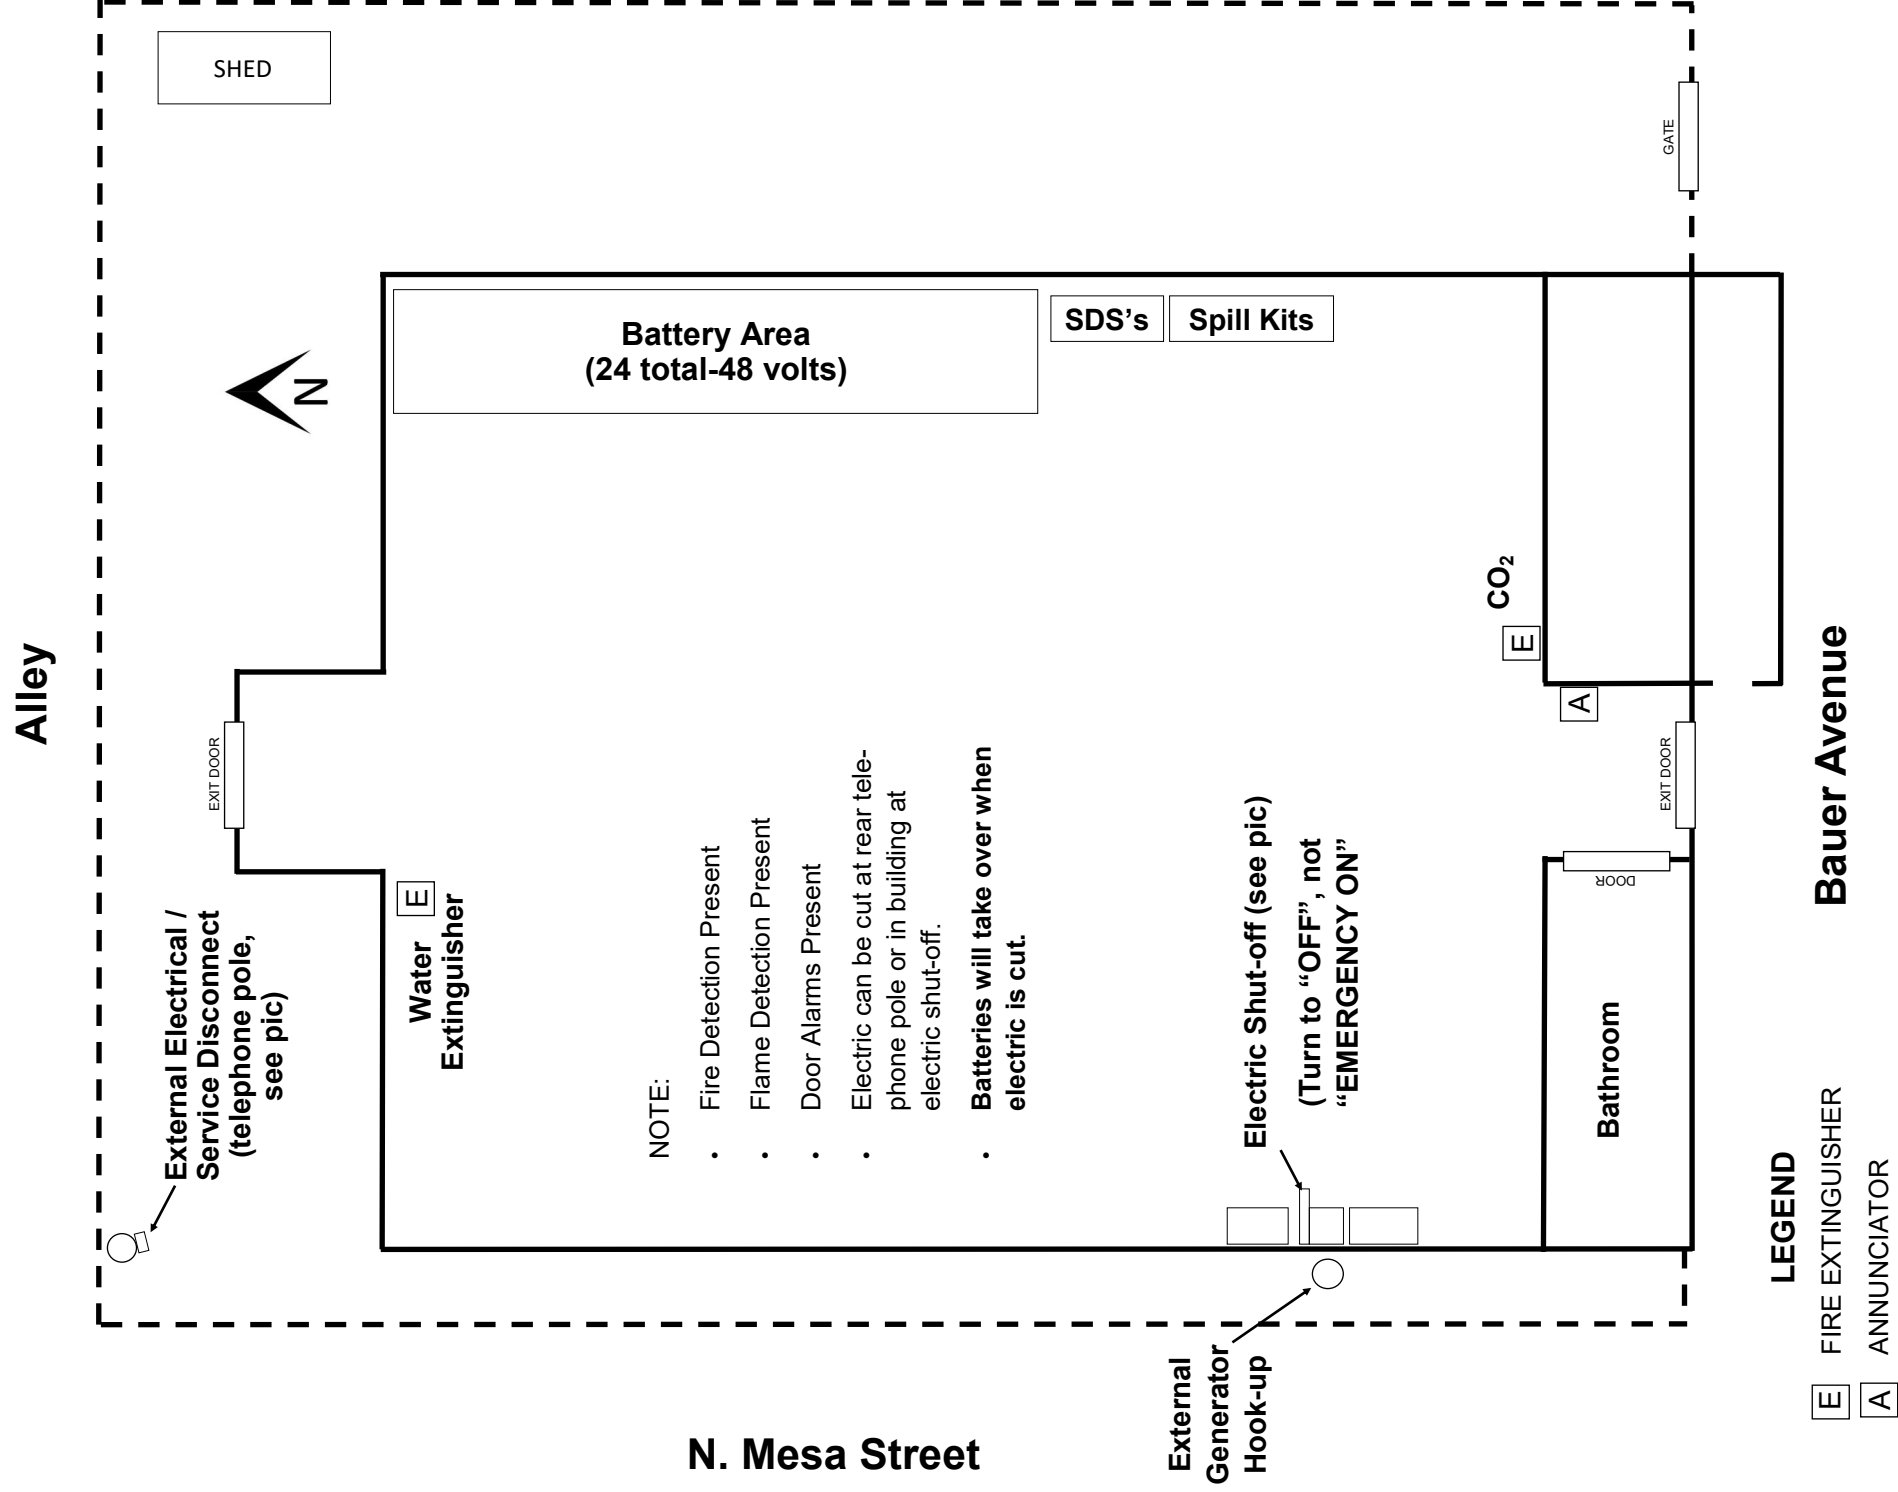 Alley
SHED
GATE
N
Battery Area
(24 total-48 volts)
SDS’s
Spill Kits
EXIT DOOR
External Electrical /
Service Disconnect
(telephone pole,
see pic)
E
Water
Extinguisher
NOTE:
• Fire Detection Present
• Flame Detection Present
• Door Alarms Present
• Electric can be cut at rear tele-
phone pole or in building at
electric shut-off.
• Batteries will take over when
electric is cut.
Electric Shut-off (see pic)
(Turn to “OFF”, not
“EMERGENCY ON”
CO₂
E
A
EXIT DOOR
DOOR
Bathroom
Bauer Avenue
External
Generator
Hook-up
N. Mesa Street
LEGEND
E FIRE EXTINGUISHER
A ANNUNCIATOR